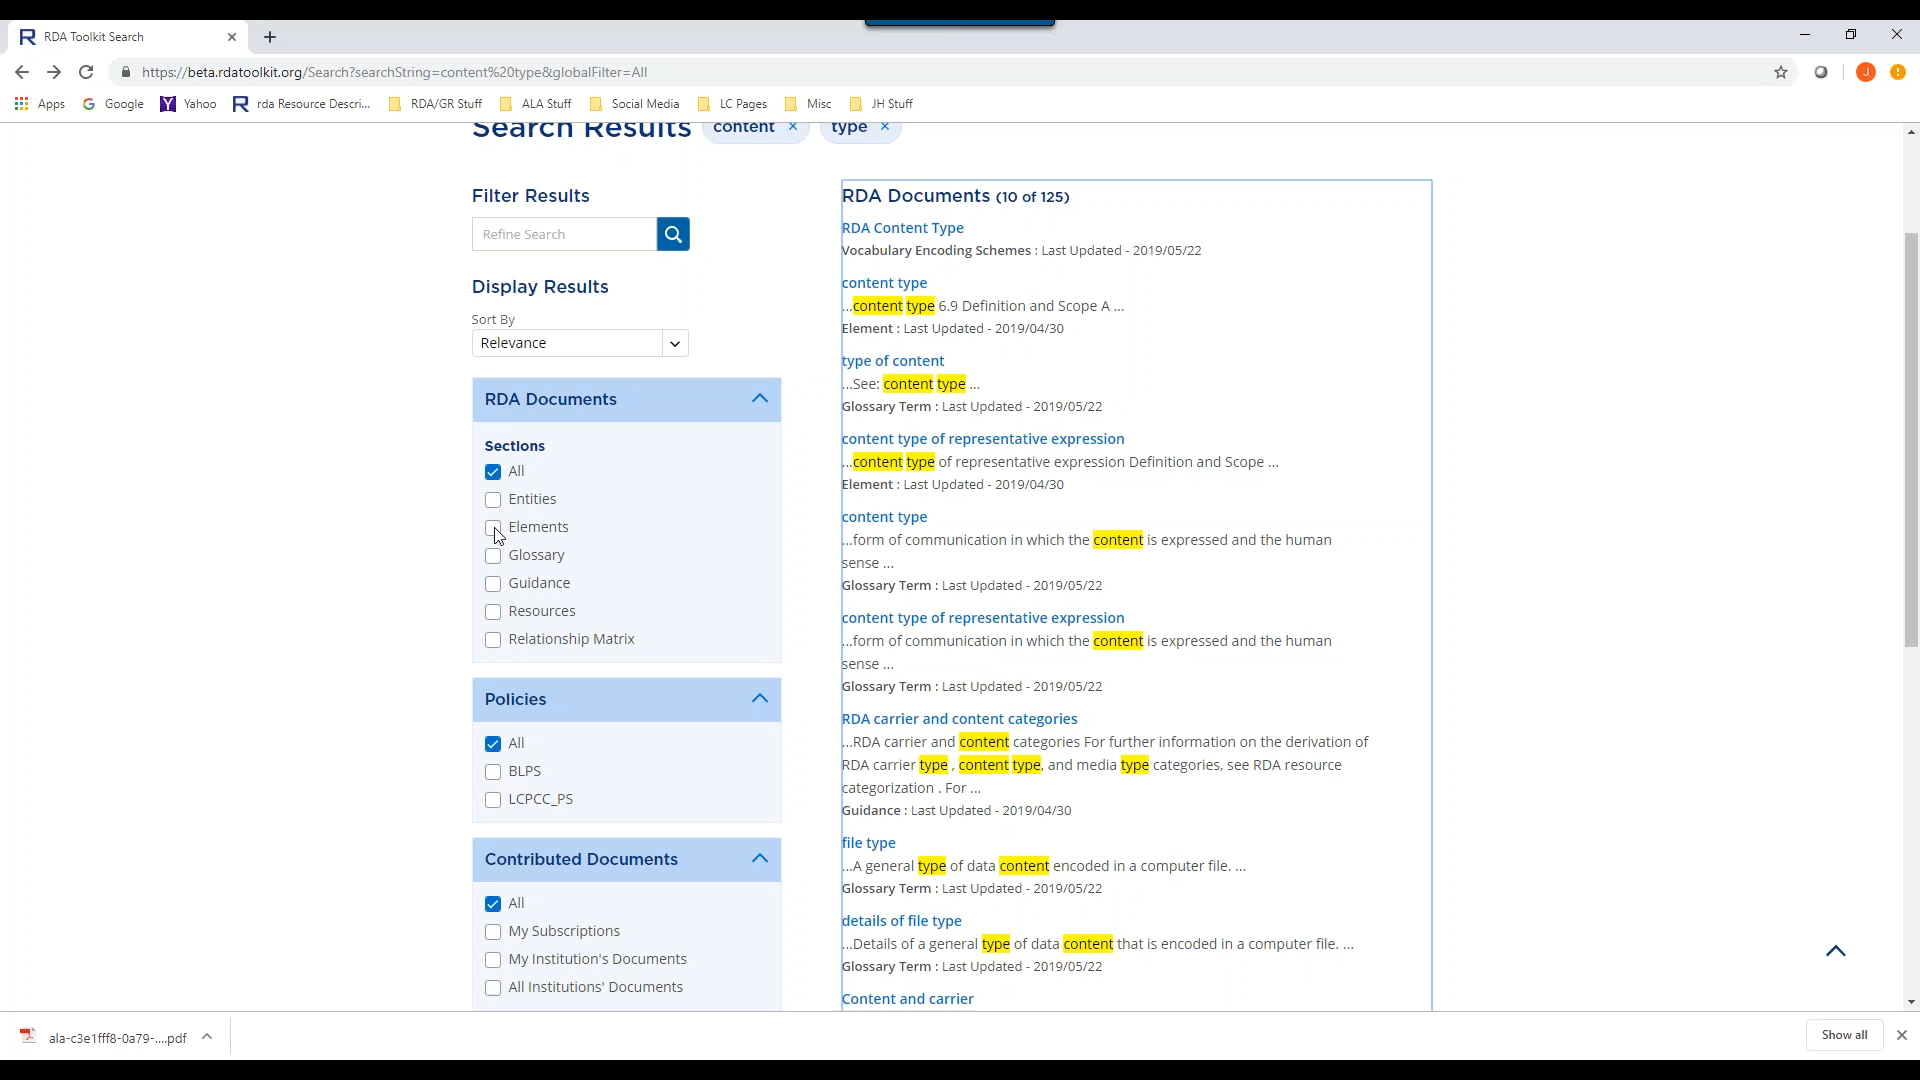 RDA Toolkit Search
https://beta.rdatoolkit.org/Search?searchString=content%20type&globalFilter=All
Apps Google Yahoo rda Resource Descri... RDA/GR Stuff ALA Stuff Social Media LC Pages Misc JH Stuff
Search Results content × type ×
Filter Results
Refine Search
Display Results
Sort By
Relevance
RDA Documents
Sections
All
Entities
Elements
Glossary
Guidance
Resources
Relationship Matrix
Policies
All
BLPS
LCPCC_PS
Contributed Documents
All
My Subscriptions
My Institution's Documents
All Institutions' Documents
RDA Documents (10 of 125)
RDA Content Type
Vocabulary Encoding Schemes : Last Updated - 2019/05/22
content type
...content type 6.9 Definition and Scope A ...
Element : Last Updated - 2019/04/30
type of content
...See: content type ...
Glossary Term : Last Updated - 2019/05/22
content type of representative expression
...content type of representative expression Definition and Scope ...
Element : Last Updated - 2019/04/30
content type
...form of communication in which the content is expressed and the human
sense ...
Glossary Term : Last Updated - 2019/05/22
content type of representative expression
...form of communication in which the content is expressed and the human
sense ...
Glossary Term : Last Updated - 2019/05/22
RDA carrier and content categories
...RDA carrier and content categories For further information on the derivation of
RDA carrier type , content type, and media type categories, see RDA resource
categorization . For ...
Guidance : Last Updated - 2019/04/30
file type
...A general type of data content encoded in a computer file. ...
Glossary Term : Last Updated - 2019/05/22
details of file type
...Details of a general type of data content that is encoded in a computer file. ...
Glossary Term : Last Updated - 2019/05/22
Content and carrier
ala-c3e1fff8-0a79-....pdf
Show all